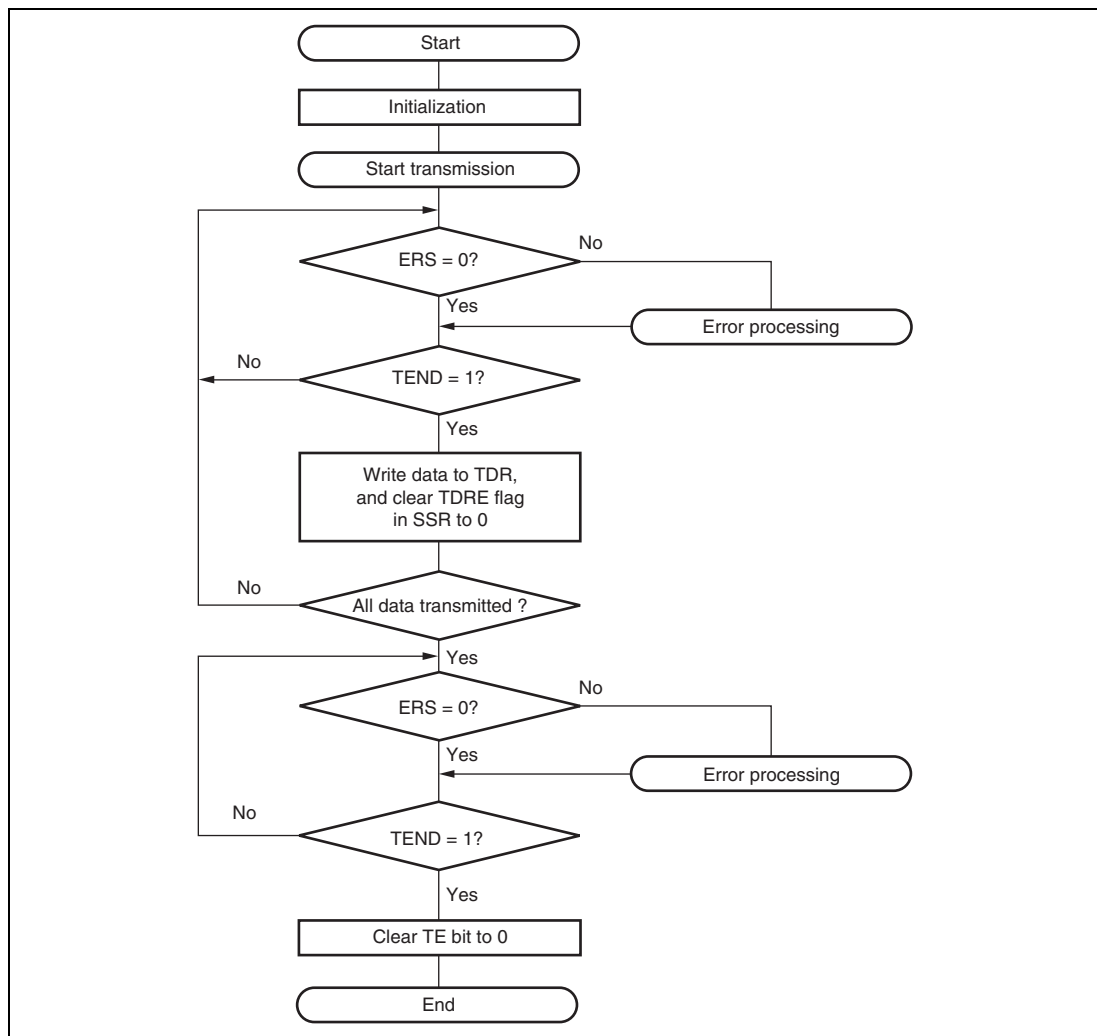 Start
Initialization
Start transmission
ERS = 0?
No
Yes
Error processing
No
TEND = 1?
Yes
Write data to TDR,
and clear TDRE flag
in SSR to 0
No
All data transmitted ?
Yes
ERS = 0?
No
Yes
Error processing
No
TEND = 1?
Yes
Clear TE bit to 0
End